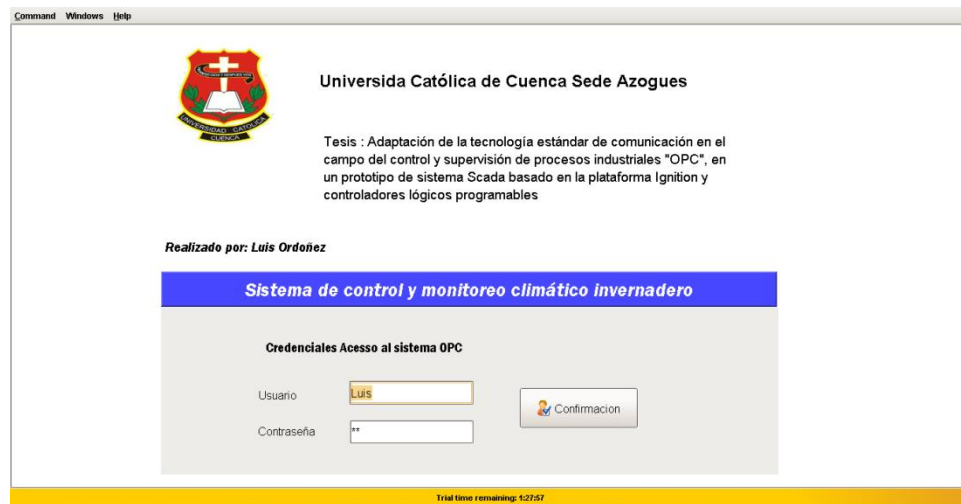 Command Windows Help
Universida Católica de Cuenca Sede Azogues
UNIVERSIDAD CATOLICA
CUENCA
Tesis : Adaptación de la tecnología estándar de comunicación en el
campo del control y supervisión de procesos industriales "OPC", en
un prototipo de sistema Scada basado en la plataforma Ignition y
controladores lógicos programables
Realizado por: Luis Ordoñez
Sistema de control y monitoreo climático invernadero
Credenciales Acesso al sistema OPC
Usuario Luis
Confirmacion
Contraseña **
Trial time remaining: 1:27:57